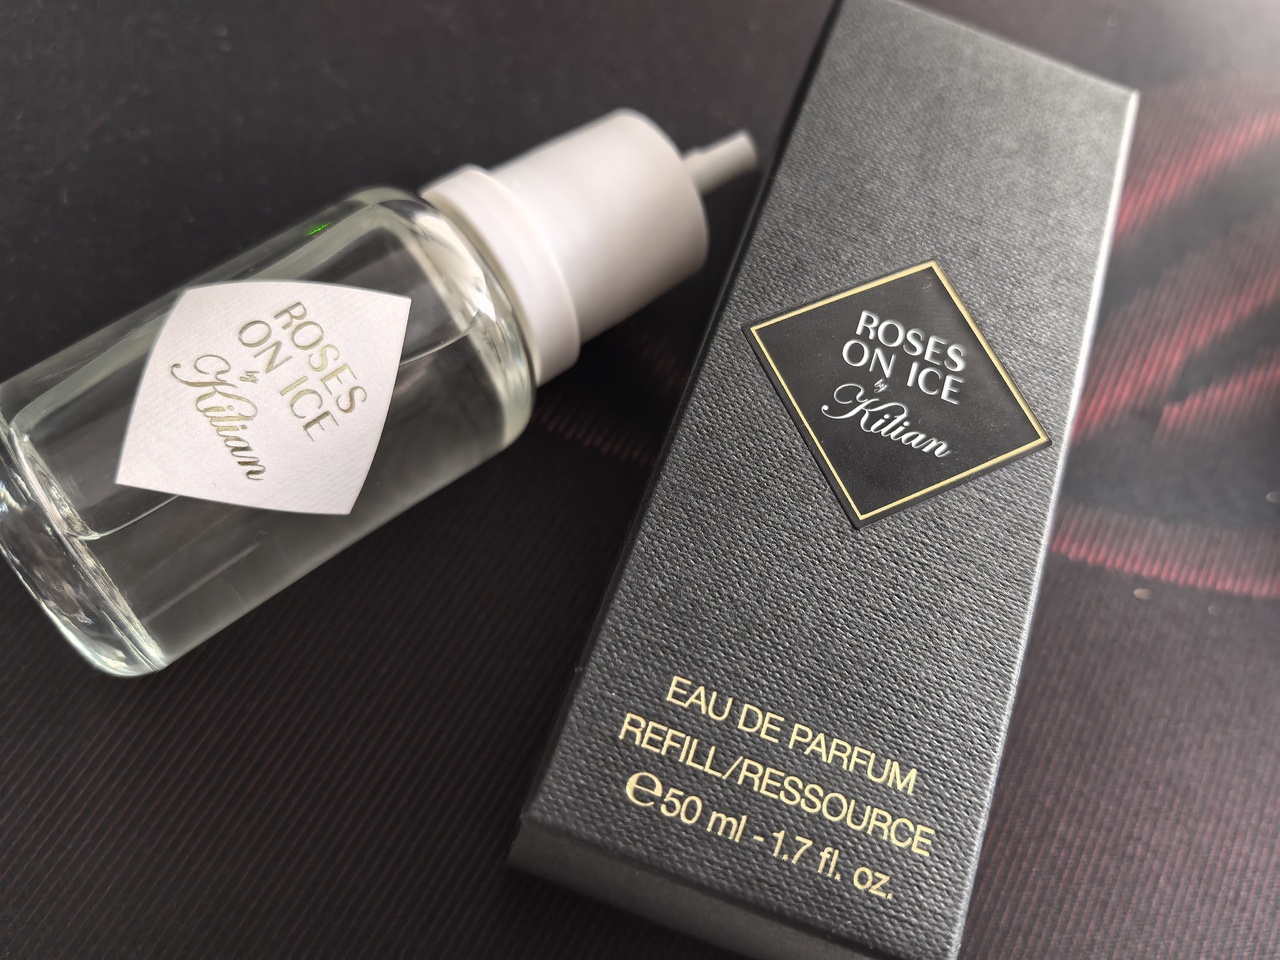 ROSES
ON ICE
by
Kilian
ROSES
ON ICE
by
Kilian
EAU DE PARFUM
REFILL/RESSOURCE
℮50 ml - 1.7 fl. oz.